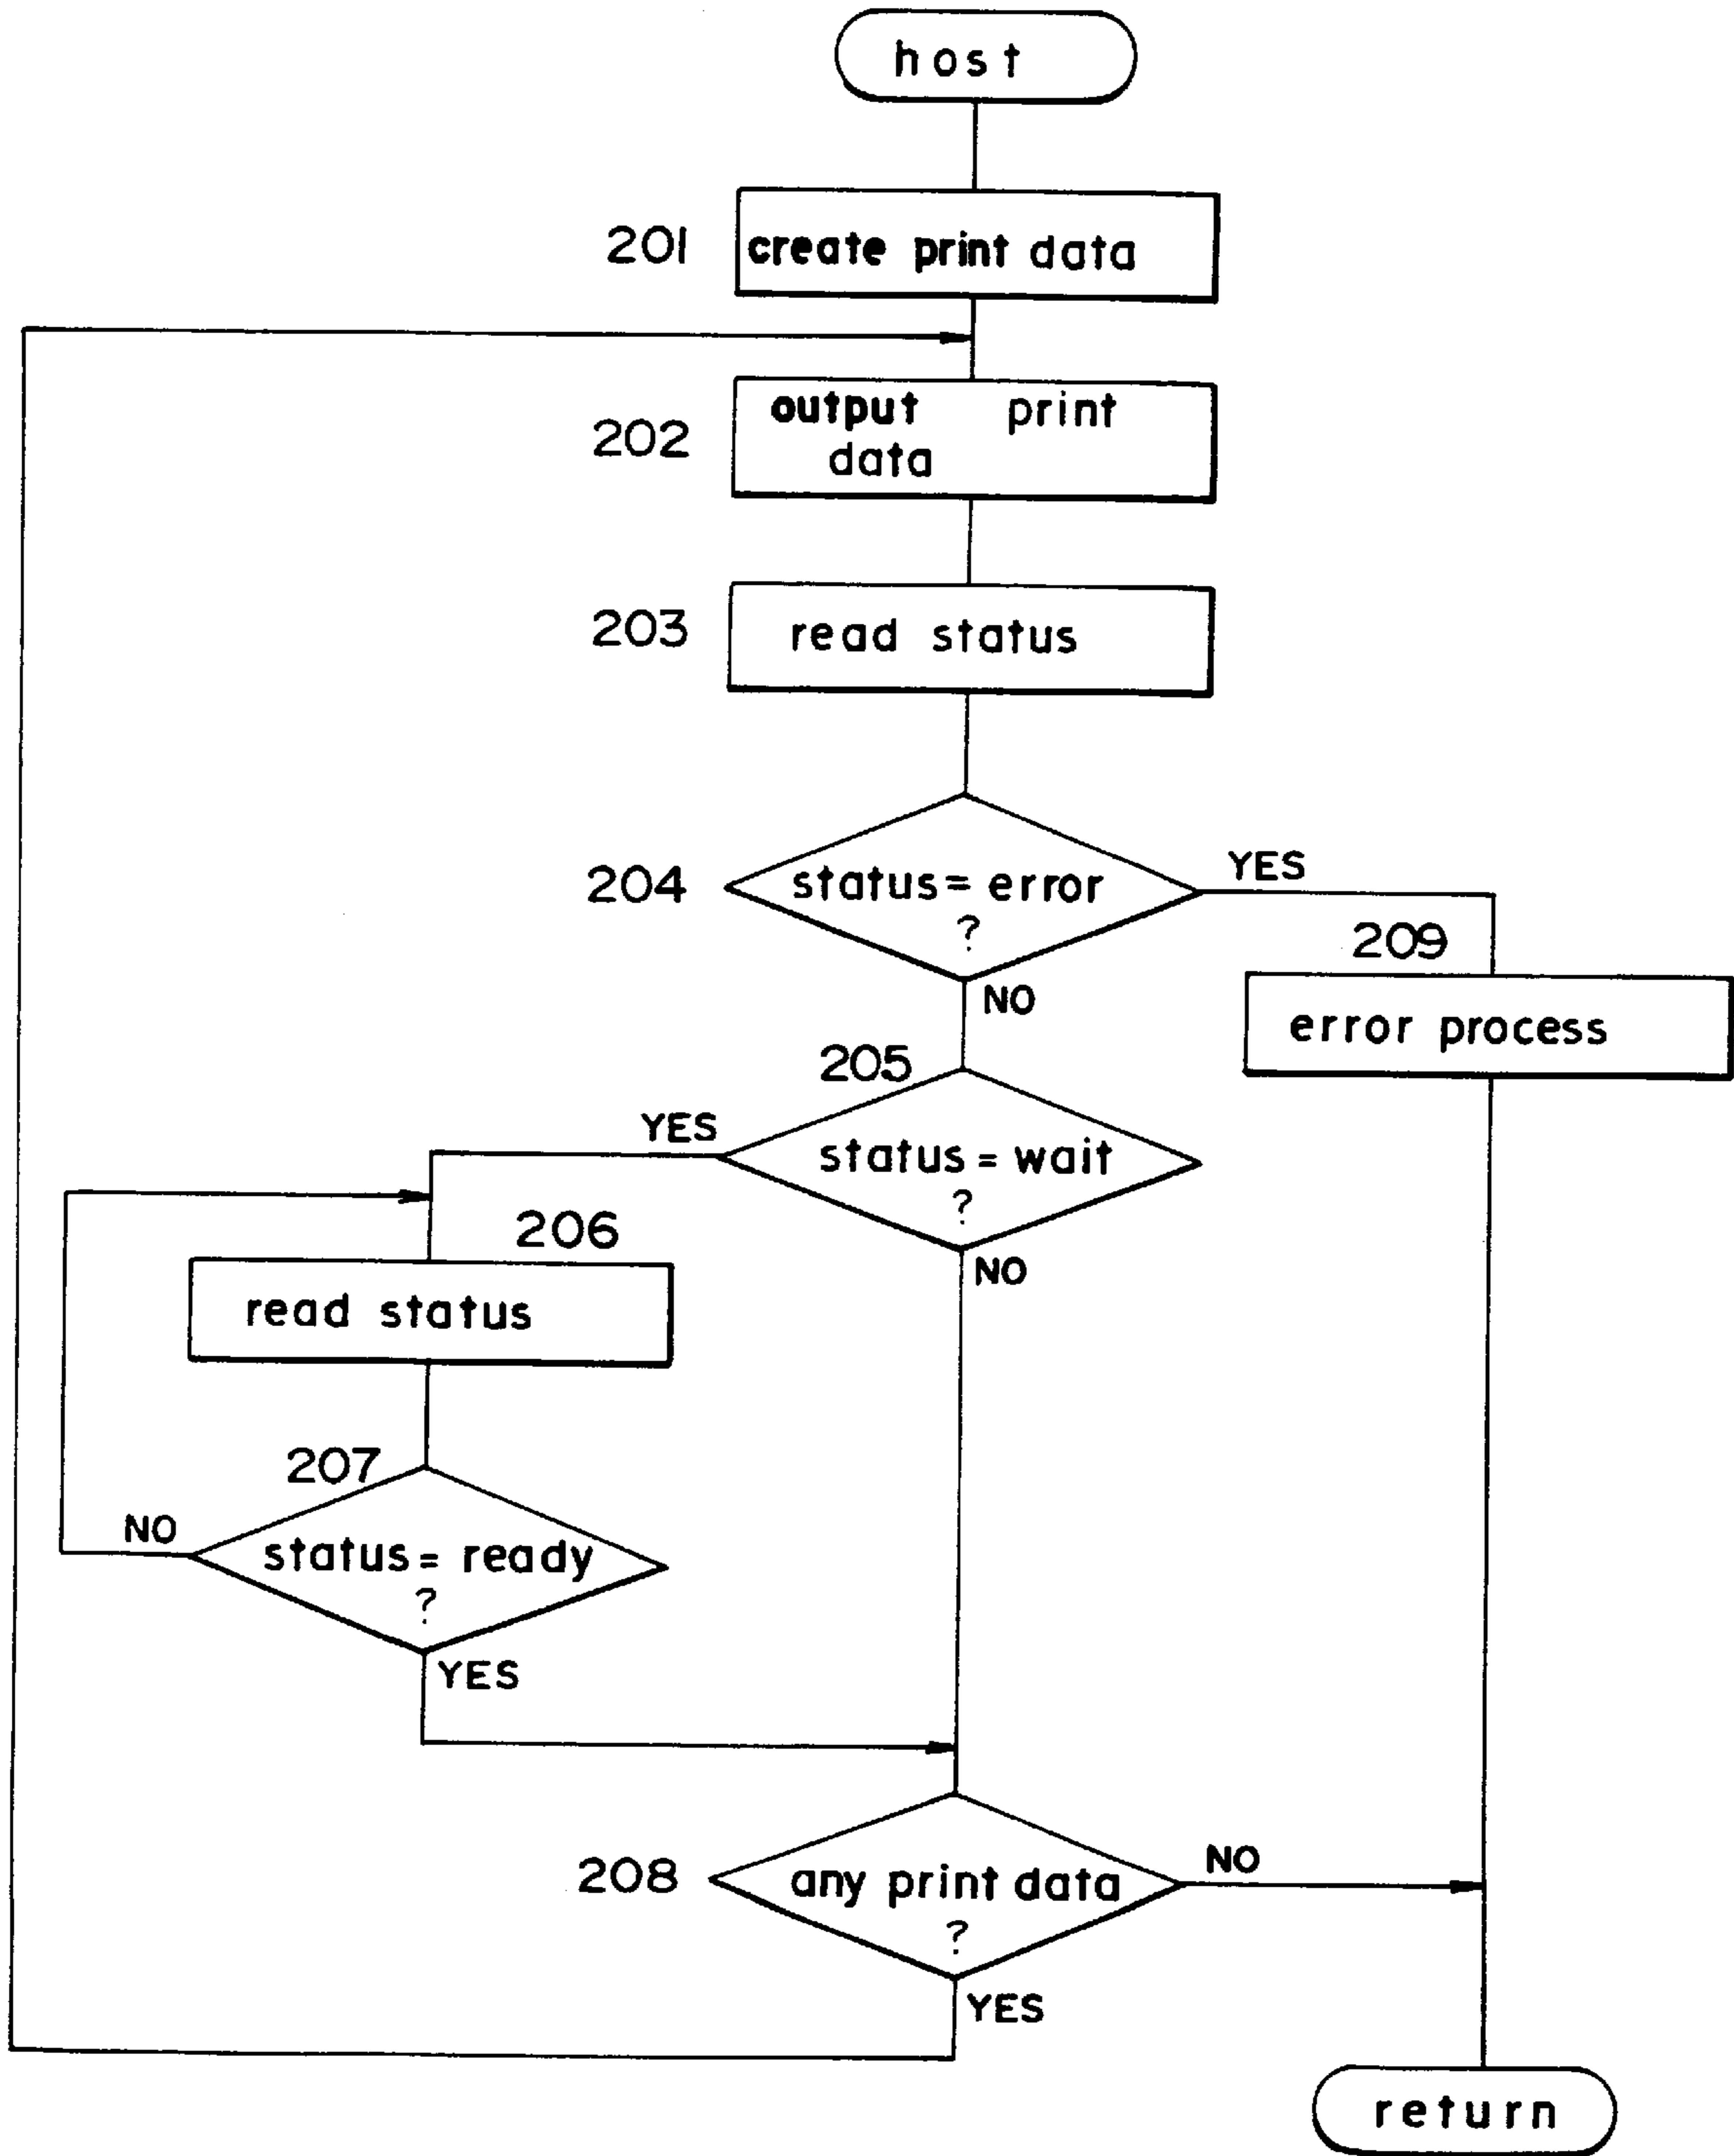 host
201
create print data
202
output print
data
203
read status
204
status = error
?
YES
NO
209
error process
205
YES
status = wait
?
NO
206
read status
207
NO
status = ready
?
YES
208
any print data
?
NO
YES
return